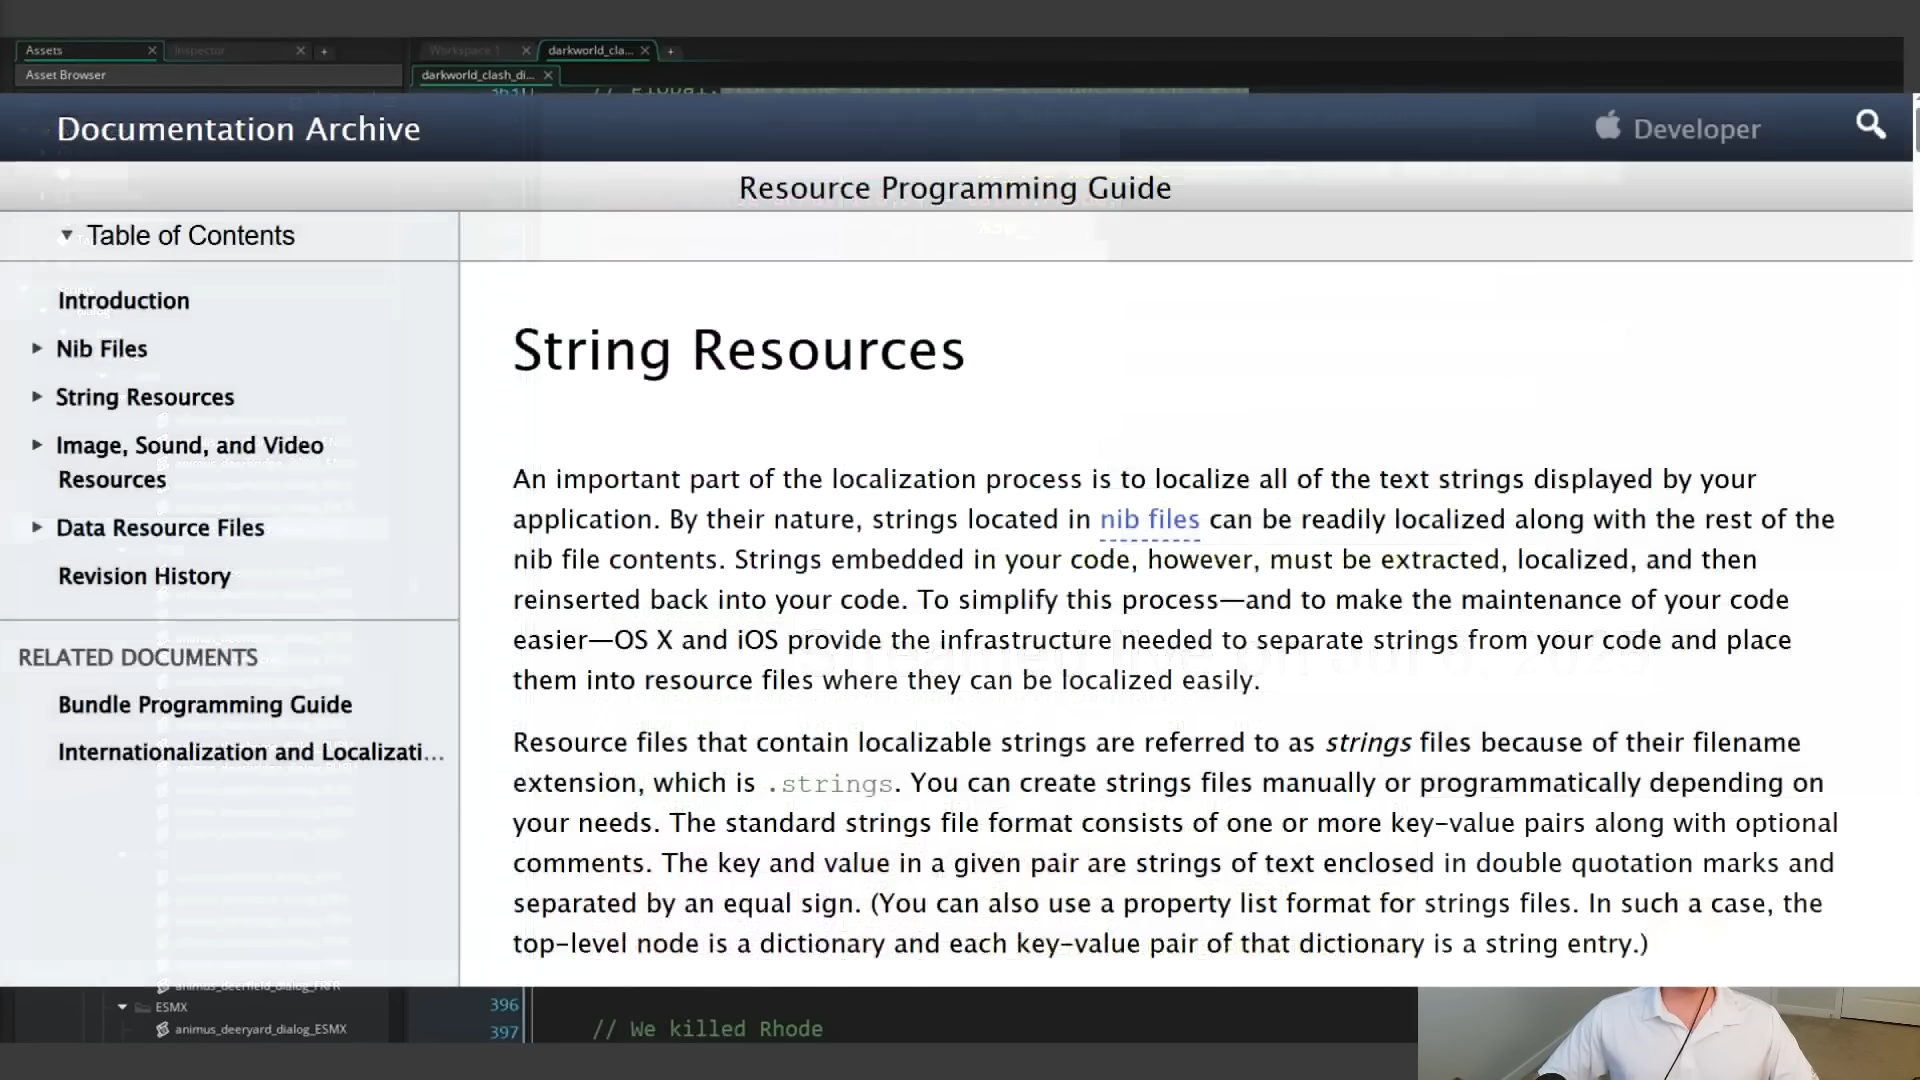 Assets
Inspector
Workspace 1
darkworld_cla...
Asset Browser
darkworld_clash_di...
363
// global.
Documentation Archive
Developer
Resource Programming Guide
Table of Contents
Introduction
Nib Files
String Resources
Image, Sound, and Video
Resources
Data Resource Files
Revision History
RELATED DOCUMENTS
Bundle Programming Guide
Internationalization and Localizati...
String Resources
An important part of the localization process is to localize all of the text strings displayed by your
application. By their nature, strings located in nib files can be readily localized along with the rest of the
nib file contents. Strings embedded in your code, however, must be extracted, localized, and then
reinserted back into your code. To simplify this process—and to make the maintenance of your code
easier—OS X and iOS provide the infrastructure needed to separate strings from your code and place
them into resource files where they can be localized easily.
Streamed live on Jul 6, 2023
Resource files that contain localizable strings are referred to as strings files because of their filename
extension, which is .strings. You can create strings files manually or programmatically depending on
your needs. The standard strings file format consists of one or more key-value pairs along with optional
comments. The key and value in a given pair are strings of text enclosed in double quotation marks and
separated by an equal sign. (You can also use a property list format for strings files. In such a case, the
top-level node is a dictionary and each key-value pair of that dictionary is a string entry.)
animus_deerfield_dialog_FRFR
ESMX
animus_deeryard_dialog_ESMX
396
397
// We killed Rhode